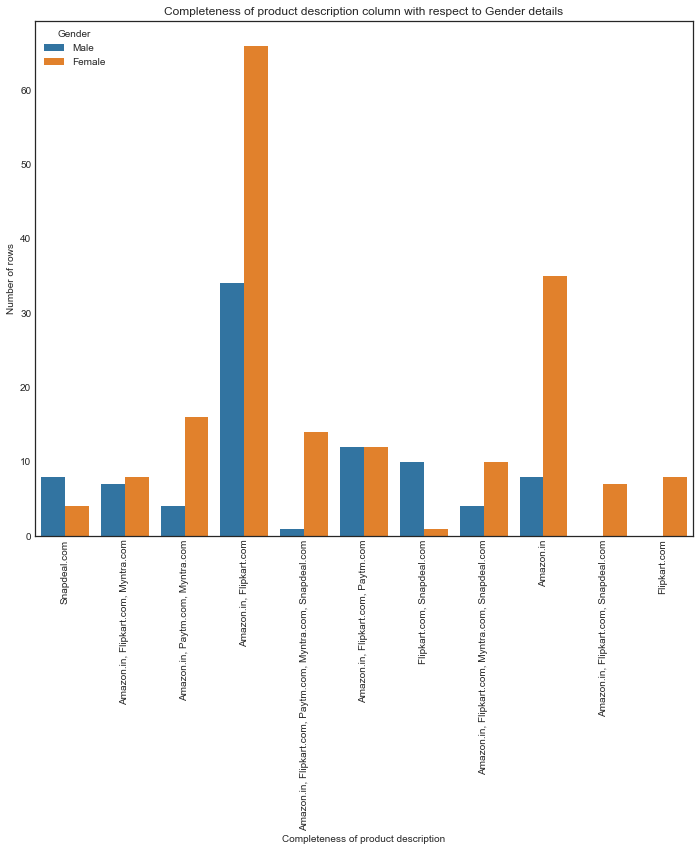 Completeness of product description column with respect to Gender details
Gender
Male
Female
Number of rows
60
50
40
30
20
10
0
Snapdeal.com
Amazon.in, Flipkart.com, Myntra.com
Amazon.in, Paytm.com, Myntra.com
Amazon.in, Flipkart.com
Amazon.in, Flipkart.com, Paytm.com, Myntra.com, Snapdeal.com
Amazon.in, Flipkart.com, Paytm.com
Flipkart.com, Snapdeal.com
Amazon.in, Flipkart.com, Myntra.com, Snapdeal.com
Amazon.in
Amazon.in, Flipkart.com, Snapdeal.com
Flipkart.com
Completeness of product description